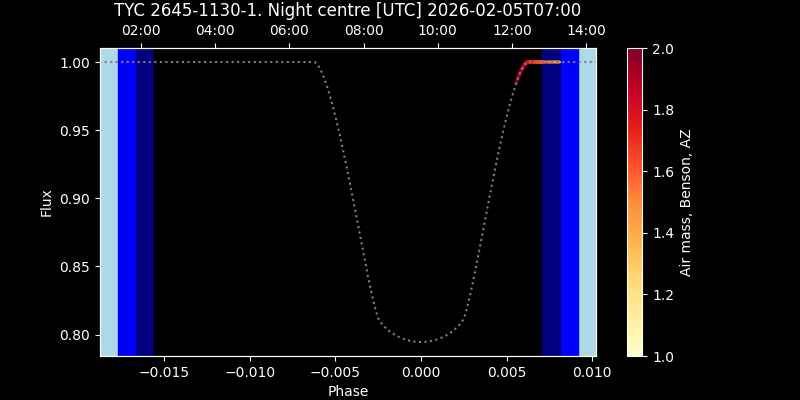 TYC 2645-1130-1. Night centre [UTC] 2026-02-05T07:00
02:00 04:00 06:00 08:00 10:00 12:00 14:00
1.00
0.95
0.90
0.85
0.80
Flux
−0.015 −0.010 −0.005 0.000 0.005 0.010
Phase
2.0
1.8
1.6
1.4
1.2
1.0
Air mass, Benson, AZ